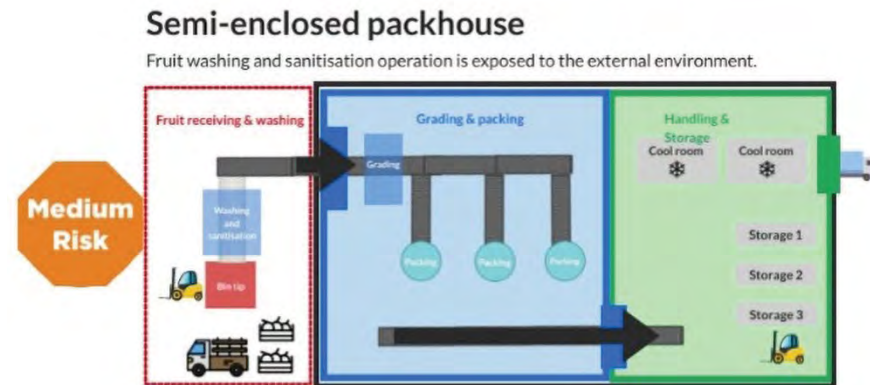 Semi-enclosed packhouse
Fruit washing and sanitisation operation is exposed to the external environment.
Medium
Risk
Fruit receiving & washing
Washing
and
sanitisation
Bin tip
Grading & packing
Grading
Packing
Packing
Packing
Handling &
Storage
Cool room
Cool room
Storage 1
Storage 2
Storage 3